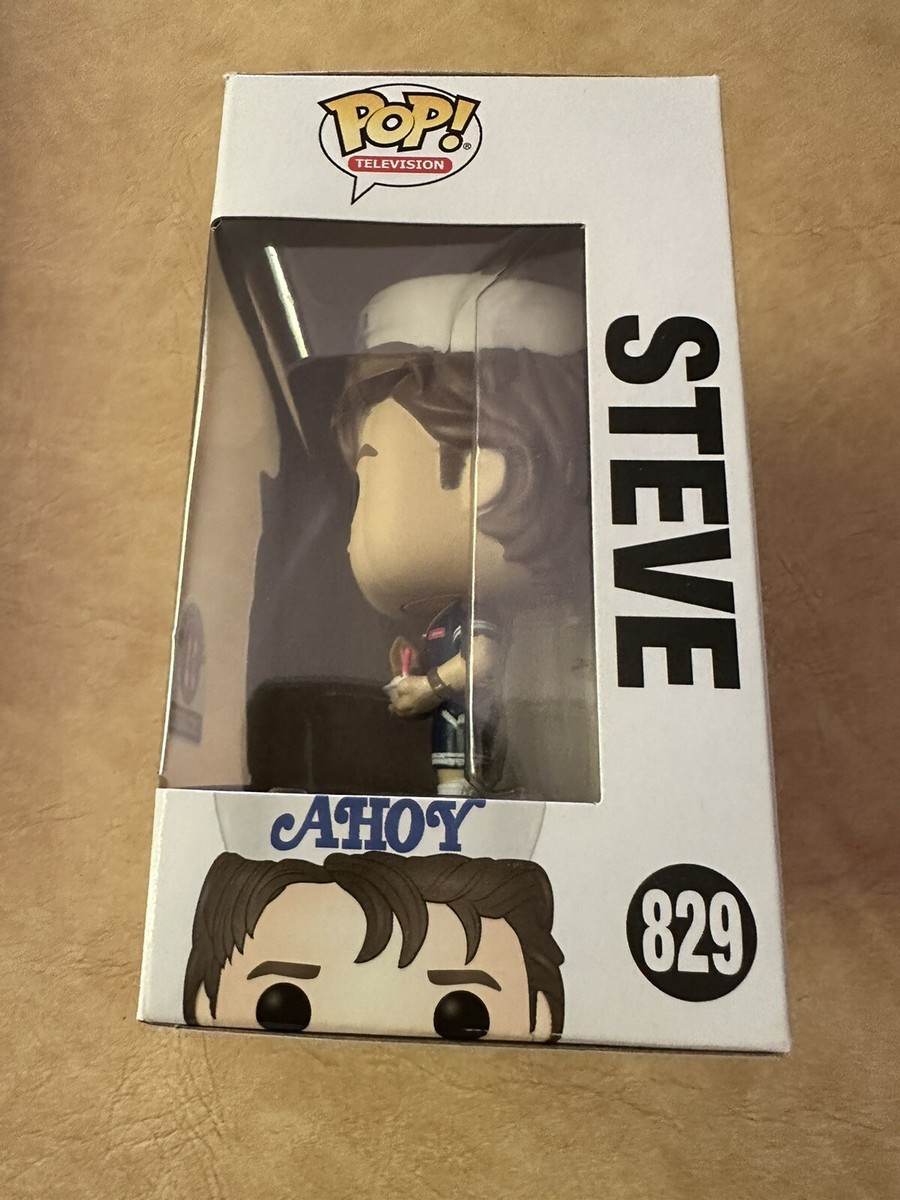 POP!®
TELEVISION
STEVE
AHOY
829